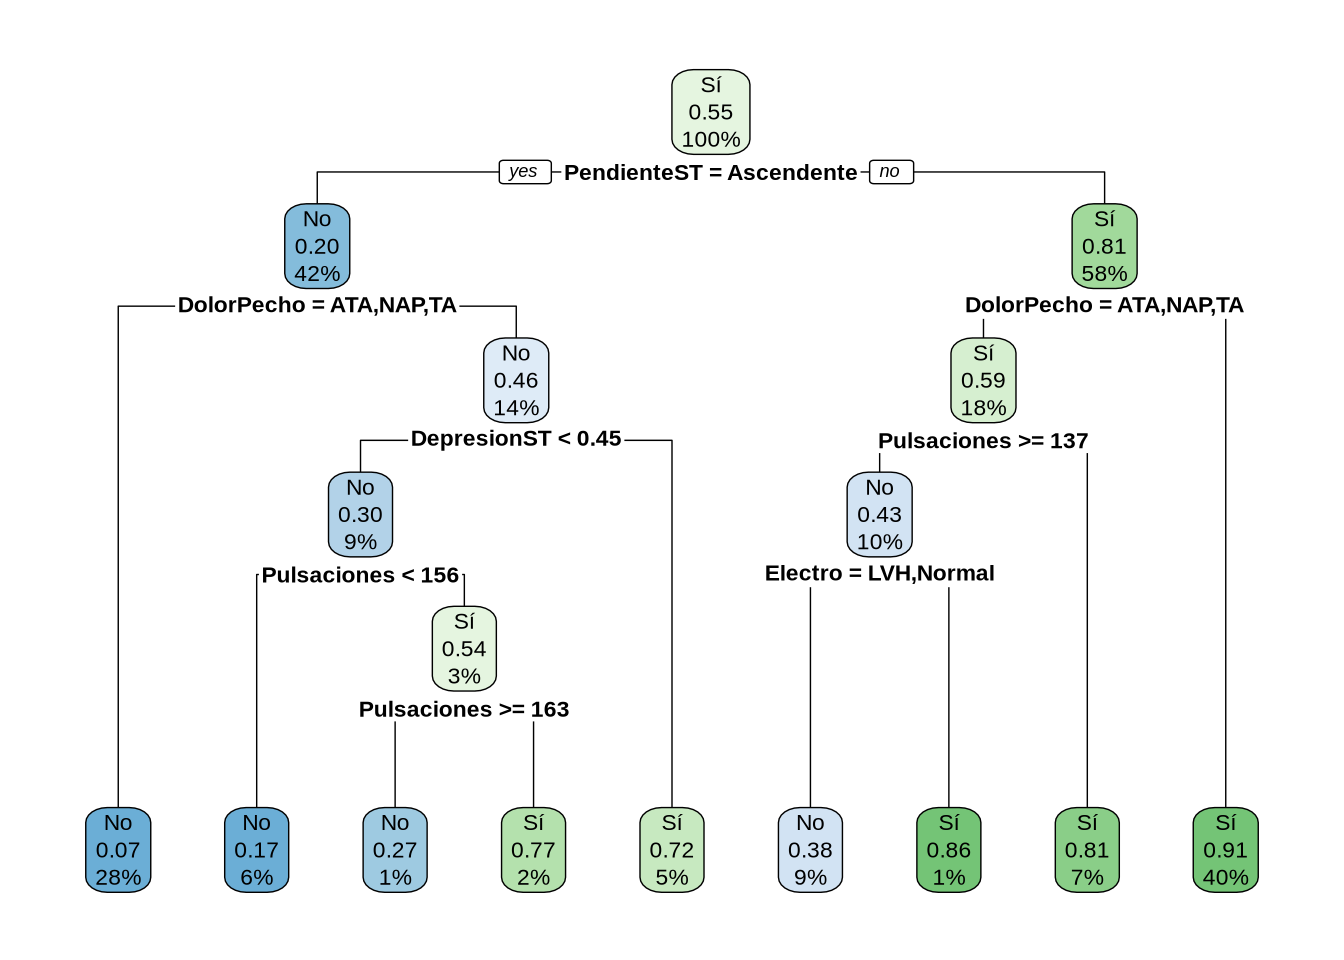 Sí
0.55
100%
yes
PendienteST = Ascendente
no
No
0.20
42%
Sí
0.81
58%
DolorPecho = ATA,NAP,TA
DolorPecho = ATA,NAP,TA
No
0.46
14%
Sí
0.59
18%
DepresionST < 0.45
Pulsaciones >= 137
No
0.30
9%
No
0.43
10%
Pulsaciones < 156
Electro = LVH,Normal
Sí
0.54
3%
Pulsaciones >= 163
No
0.07
28%
No
0.17
6%
No
0.27
1%
Sí
0.77
2%
Sí
0.72
5%
No
0.38
9%
Sí
0.86
1%
Sí
0.81
7%
Sí
0.91
40%